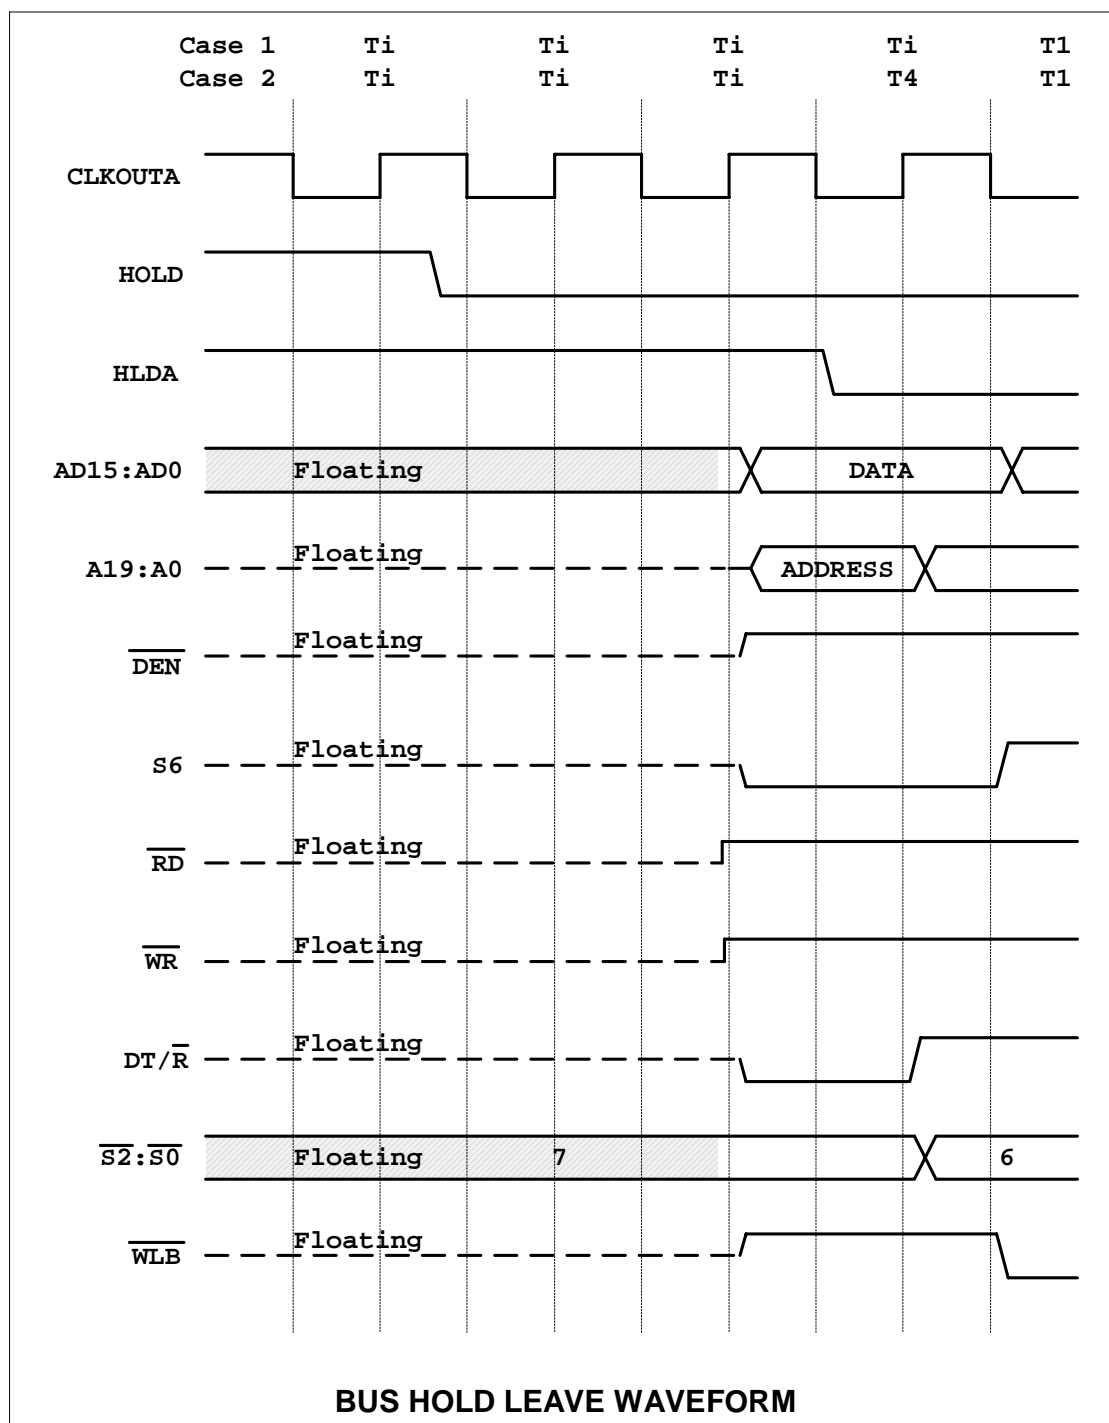 Case 1 Ti Ti Ti Ti T1
Case 2 Ti Ti Ti T4 T1
CLKOUTA
HOLD
HLDA
AD15:AD0 Floating DATA
A19:A0 Floating ADDRESS
DEN Floating
S6 Floating
RD Floating
WR Floating
DT/R Floating
S2:S0 Floating 7 6
WLB Floating
BUS HOLD LEAVE WAVEFORM